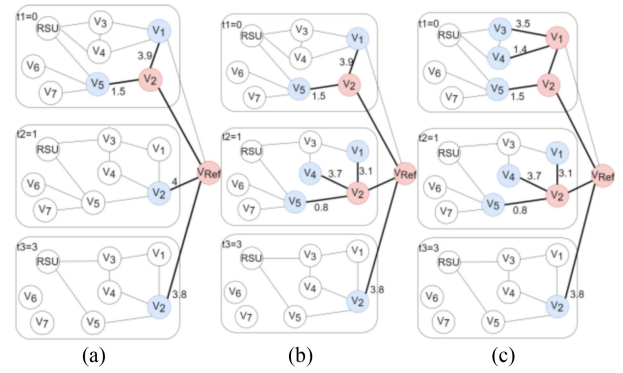 t1=0
RSU V3 V1
V4 3.9
V6 V5 V2
V7 1.5
t2=1
RSU V3 V1
V4
V6 V5 V2 4 VRef
V7
t3=3
RSU V3 V1
V4
V6 V2 3.8
V7 V5
(a)
t1=0
RSU V3 V1
V4 3.9
V6 V5 V2
V7 1.5
t2=1
RSU V3 V1
V4 3.7 3.1
V6 V5 V2 VRef
V7 0.8
t3=3
RSU V3 V1
V4
V6 V2 3.8
V7 V5
(b)
t1=0
RSU V3 3.5 V1
V4 1.4
V6 V5 V2
V7 1.5
t2=1
RSU V3 V1
V4 3.7 3.1
V6 V5 V2 VRef
V7 0.8
t3=3
RSU V3 V1
V4
V6 V2 3.8
V7 V5
(c)